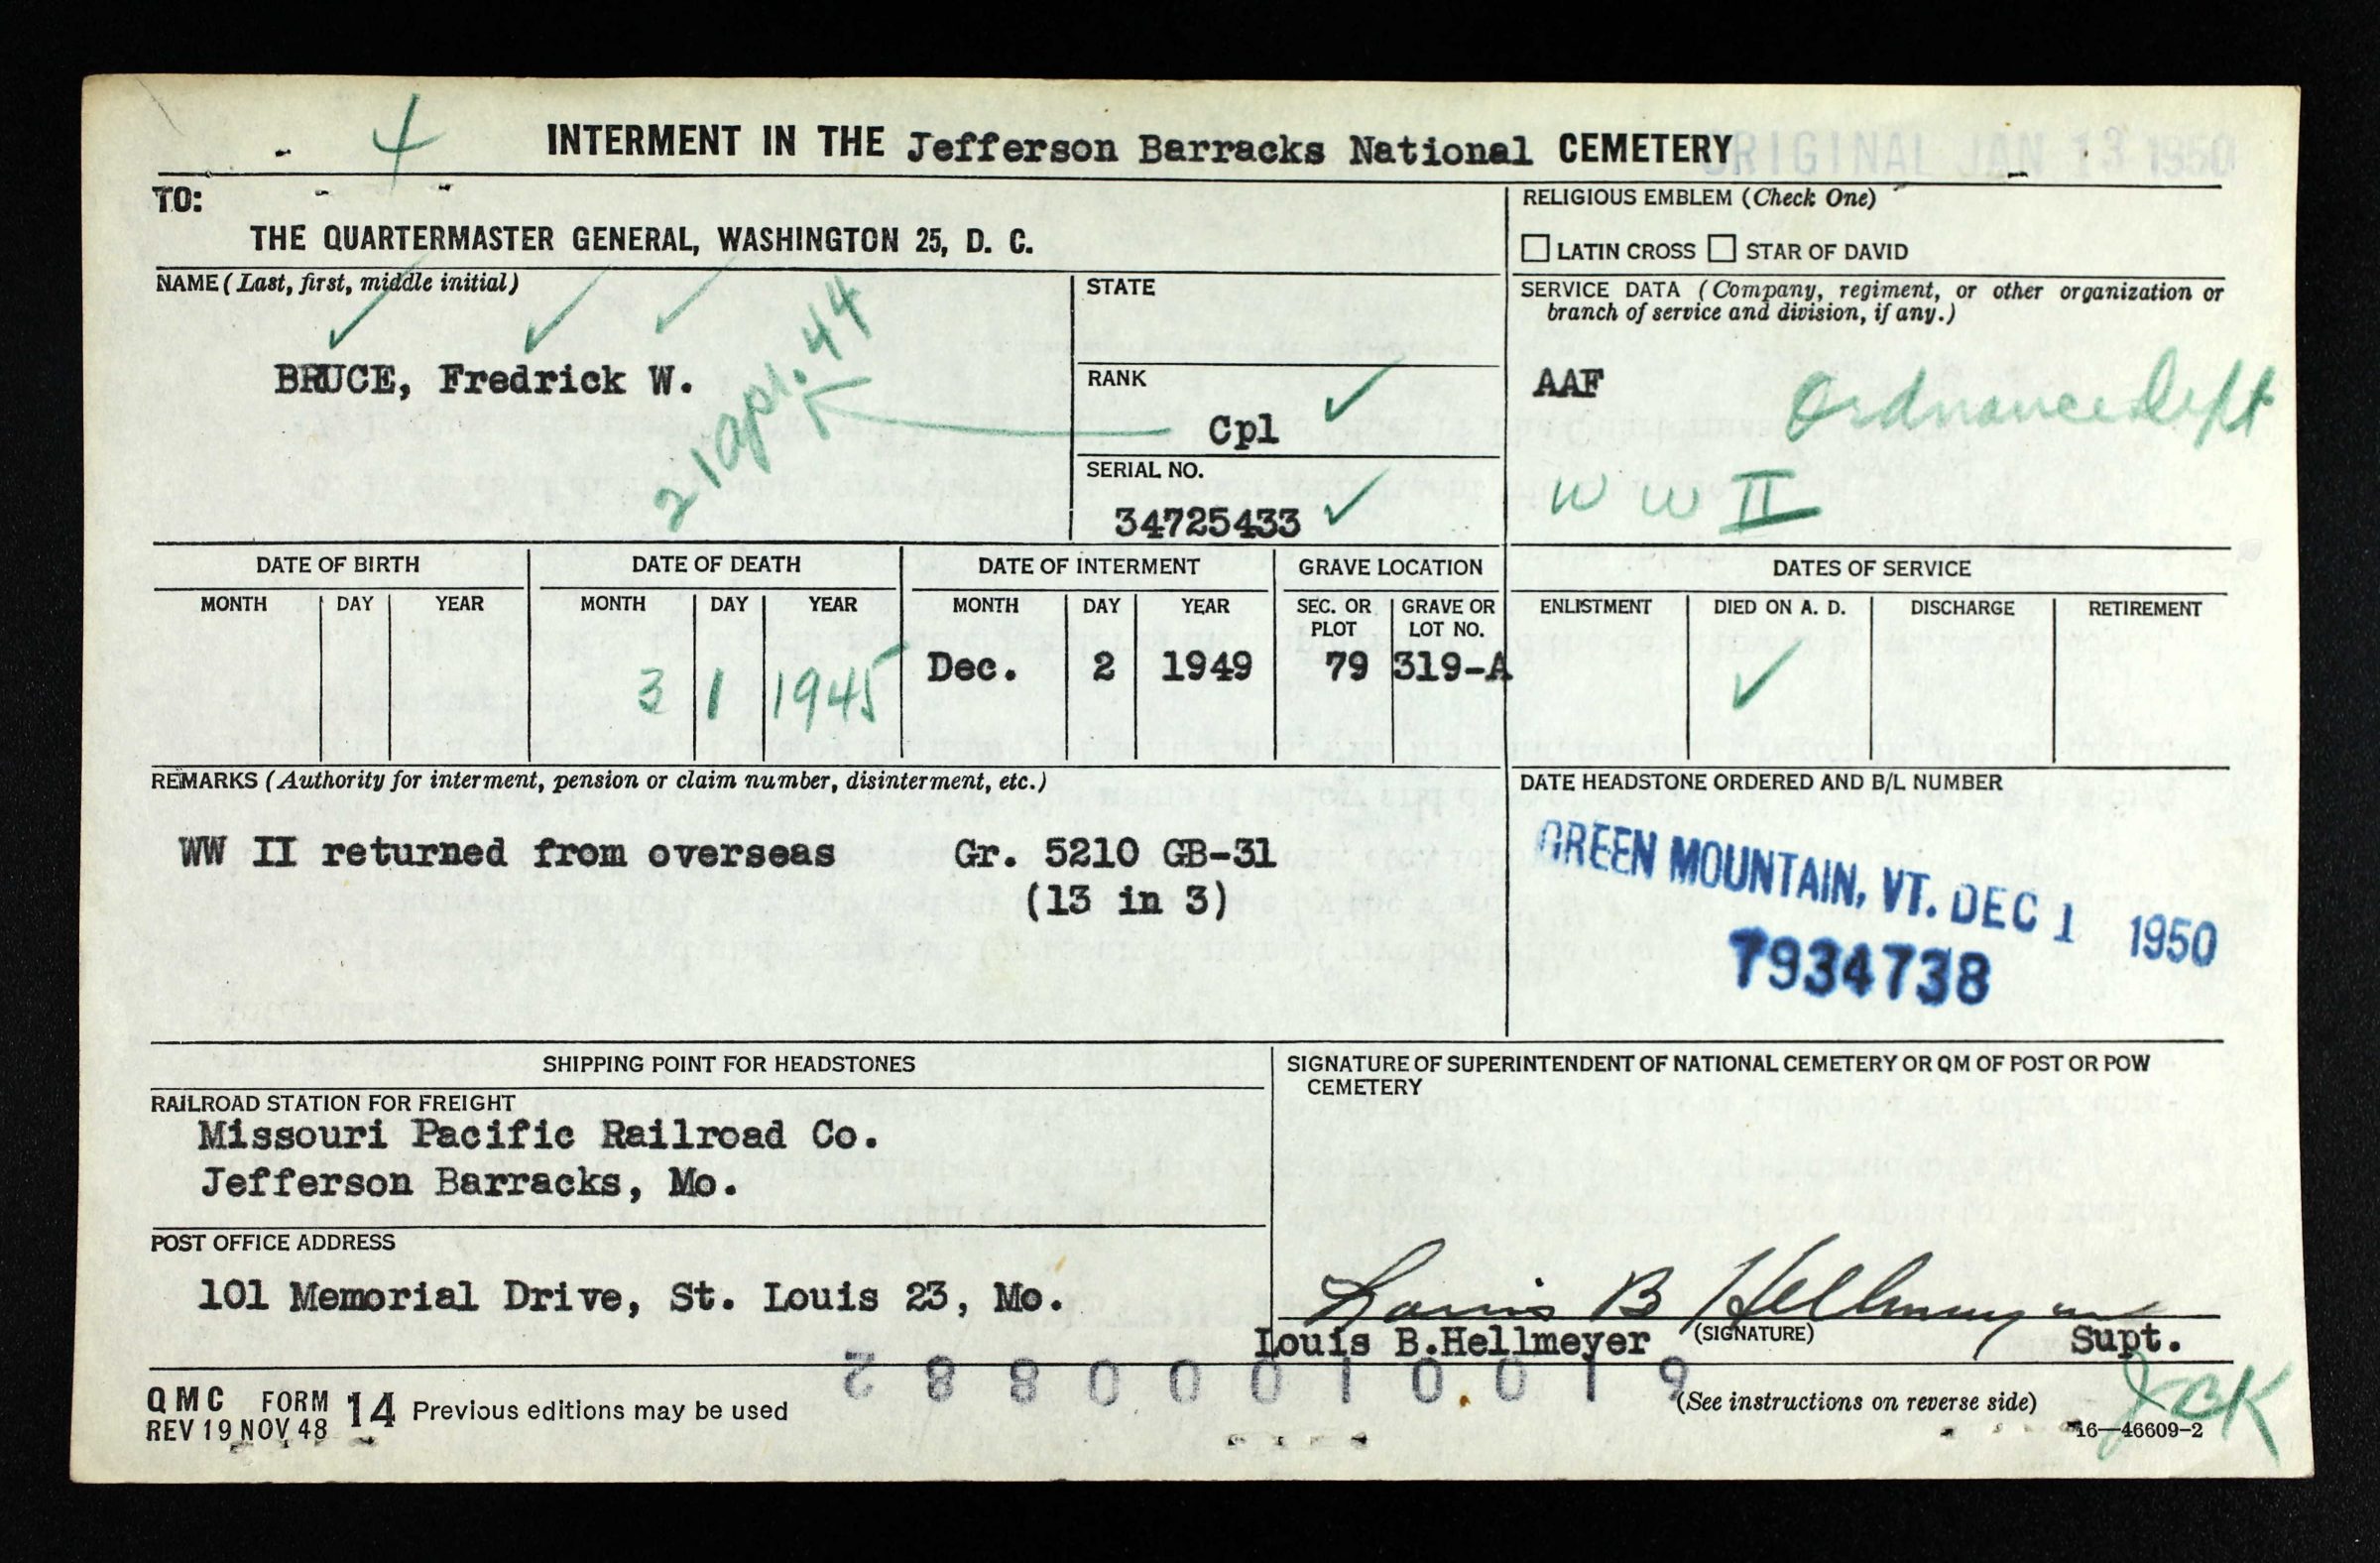 4
INTERMENT IN THE Jefferson Barracks National CEMETERY
ORIGINAL JAN 13 1950
TO:
THE QUARTERMASTER GENERAL, WASHINGTON 25, D. C.
RELIGIOUS EMBLEM (Check One)
☐ LATIN CROSS ☐ STAR OF DAVID
NAME (Last, first, middle initial)
BRUCE, Fredrick W.
21 Apl. 44
STATE
RANK
Cpl ✓
SERIAL NO.
34725433 ✓
SERVICE DATA (Company, regiment, or other organization or
branch of service and division, if any.)
AAF Ordnance Dept
WW II
DATE OF BIRTH
MONTH DAY YEAR
DATE OF DEATH
MONTH DAY YEAR
3 1 1945
DATE OF INTERMENT
MONTH DAY YEAR
Dec. 2 1949
GRAVE LOCATION
SEC. OR PLOT
GRAVE OR LOT NO.
79 319-A
DATES OF SERVICE
ENLISTMENT DIED ON A. D. DISCHARGE RETIREMENT
✓
REMARKS (Authority for interment, pension or claim number, disinterment, etc.)
WW II returned from overseas Gr. 5210 GB-31
(13 in 3)
DATE HEADSTONE ORDERED AND B/L NUMBER
GREEN MOUNTAIN, VT. DEC 1 1950
7934738
SHIPPING POINT FOR HEADSTONES
RAILROAD STATION FOR FREIGHT
Missouri Pacific Railroad Co.
Jefferson Barracks, Mo.
POST OFFICE ADDRESS
101 Memorial Drive, St. Louis 23, Mo.
SIGNATURE OF SUPERINTENDENT OF NATIONAL CEMETERY OR QM OF POST OR POW
CEMETERY
Louis B Hellmeyer
Louis B.Hellmeyer (SIGNATURE) Supt.
6100100882
QMC FORM 14 Previous editions may be used
REV 19 NOV 48
(See instructions on reverse side)
16—46609-2
JCK